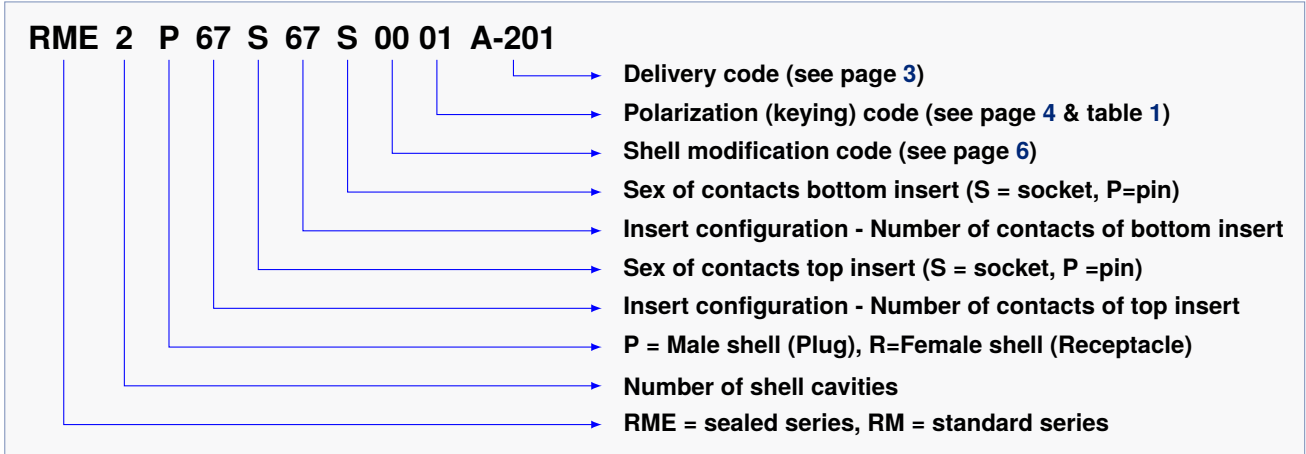 RME 2 P 67 S 67 S 00 01 A-201
Delivery code (see page 3)
Polarization (keying) code (see page 4 & table 1)
Shell modification code (see page 6)
Sex of contacts bottom insert (S = socket, P=pin)
Insert configuration - Number of contacts of bottom insert
Sex of contacts top insert (S = socket, P =pin)
Insert configuration - Number of contacts of top insert
P = Male shell (Plug), R=Female shell (Receptacle)
Number of shell cavities
RME = sealed series, RM = standard series